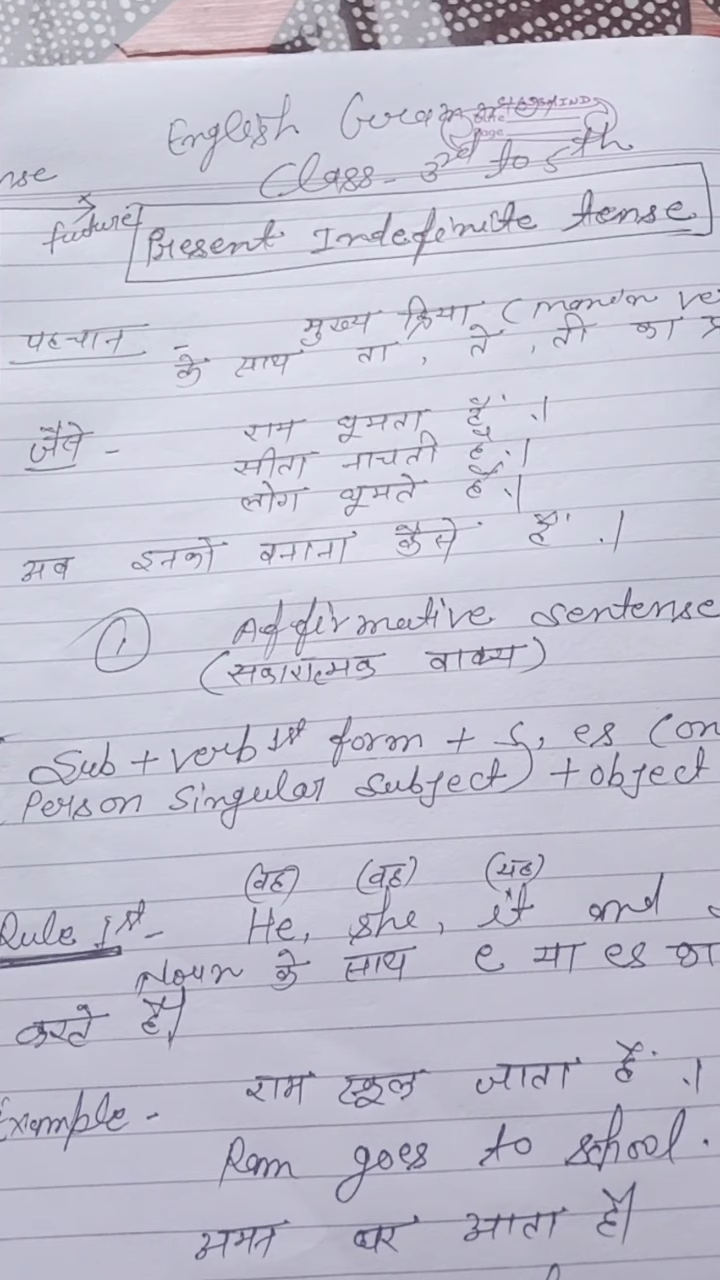 English
Class - 3rd to 5th
nse
future
Present Indefinite tense
पहचान - मुख्य क्रिया (
के साथ ता, ते, ती का
जैसे - राम घूमता है।
सीता नाचती है।
लोग घूमते हैं।
अब इनको बनाना कैसे हैं।
1 Affirmative sentense
(सकारात्मक वाक्य)
Sub + verb 1st form + s, es (on
Person Singular subject) + object
(वह) (वह) (यह)
Rule 1st - He, she, it and
Noun के साथ e या es का
करते हैं।
Example - राम स्कूल जाता हैं।
Ram goes to school.
अमन घर आता हैं।